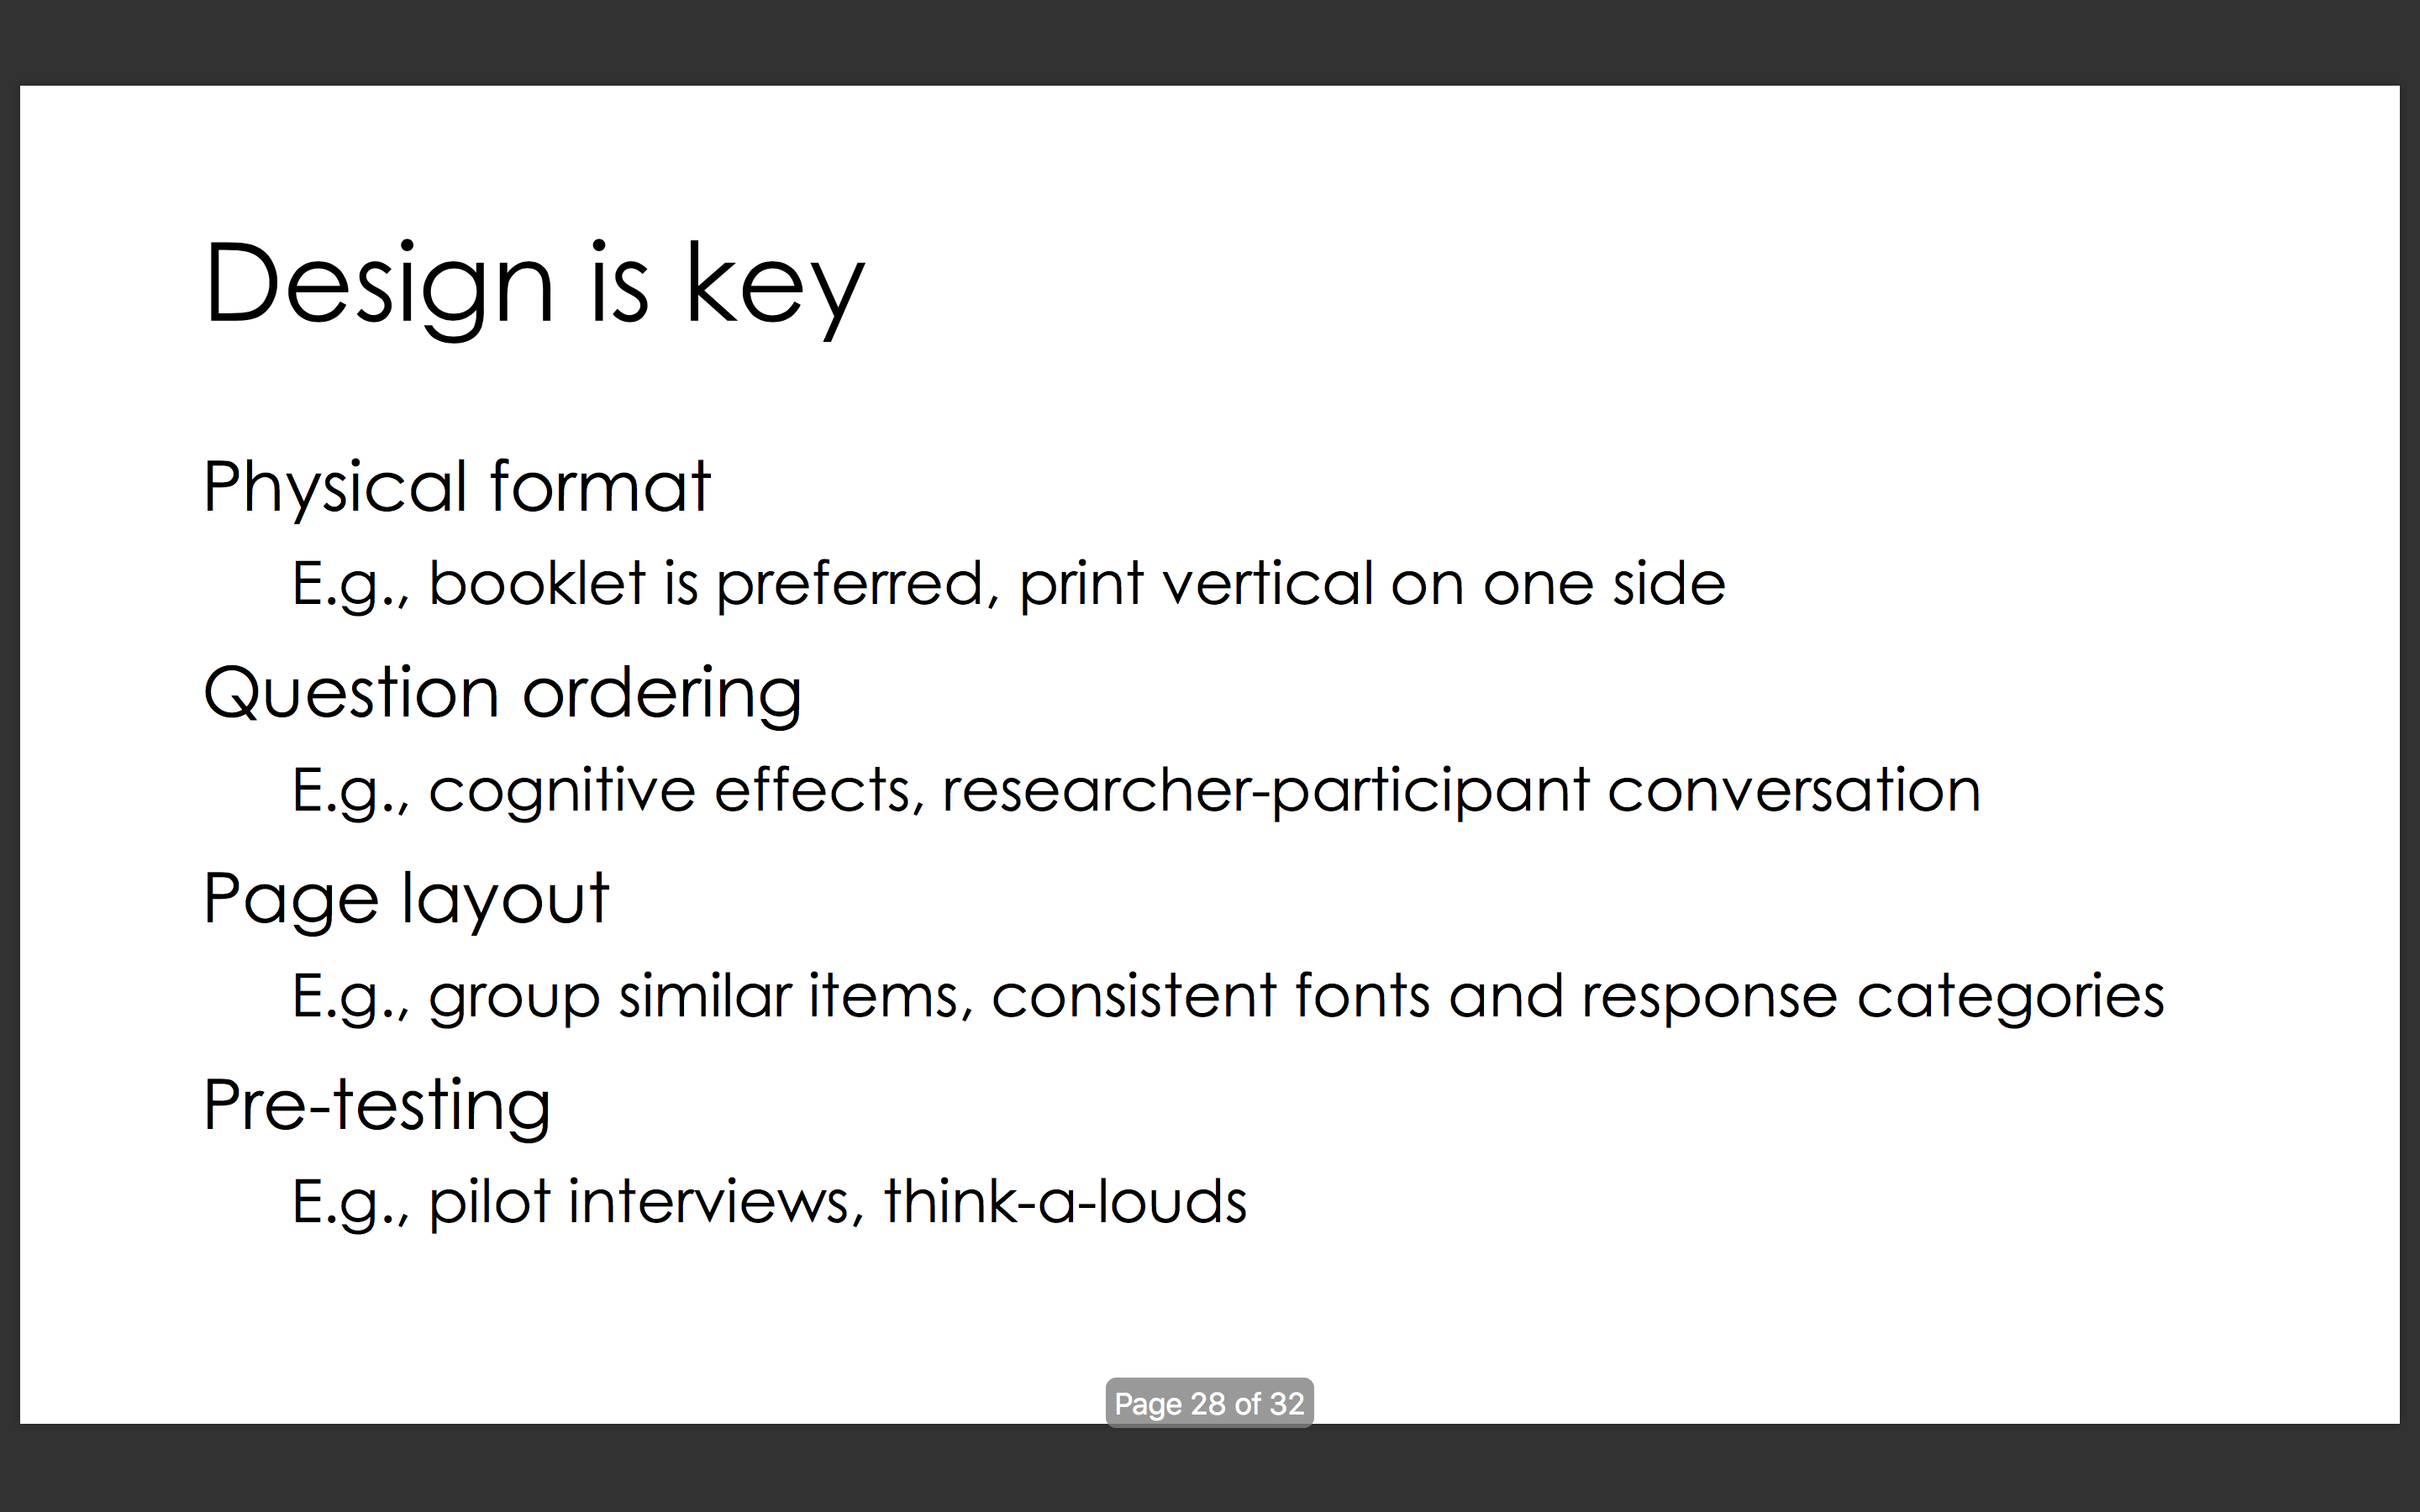 Design is key
Physical format
E.g., booklet is preferred, print vertical on one side
Question ordering
E.g., cognitive effects, researcher-participant conversation
Page layout
E.g., group similar items, consistent fonts and response categories
Pre-testing
E.g., pilot interviews, think-a-louds
Page 28 of 32